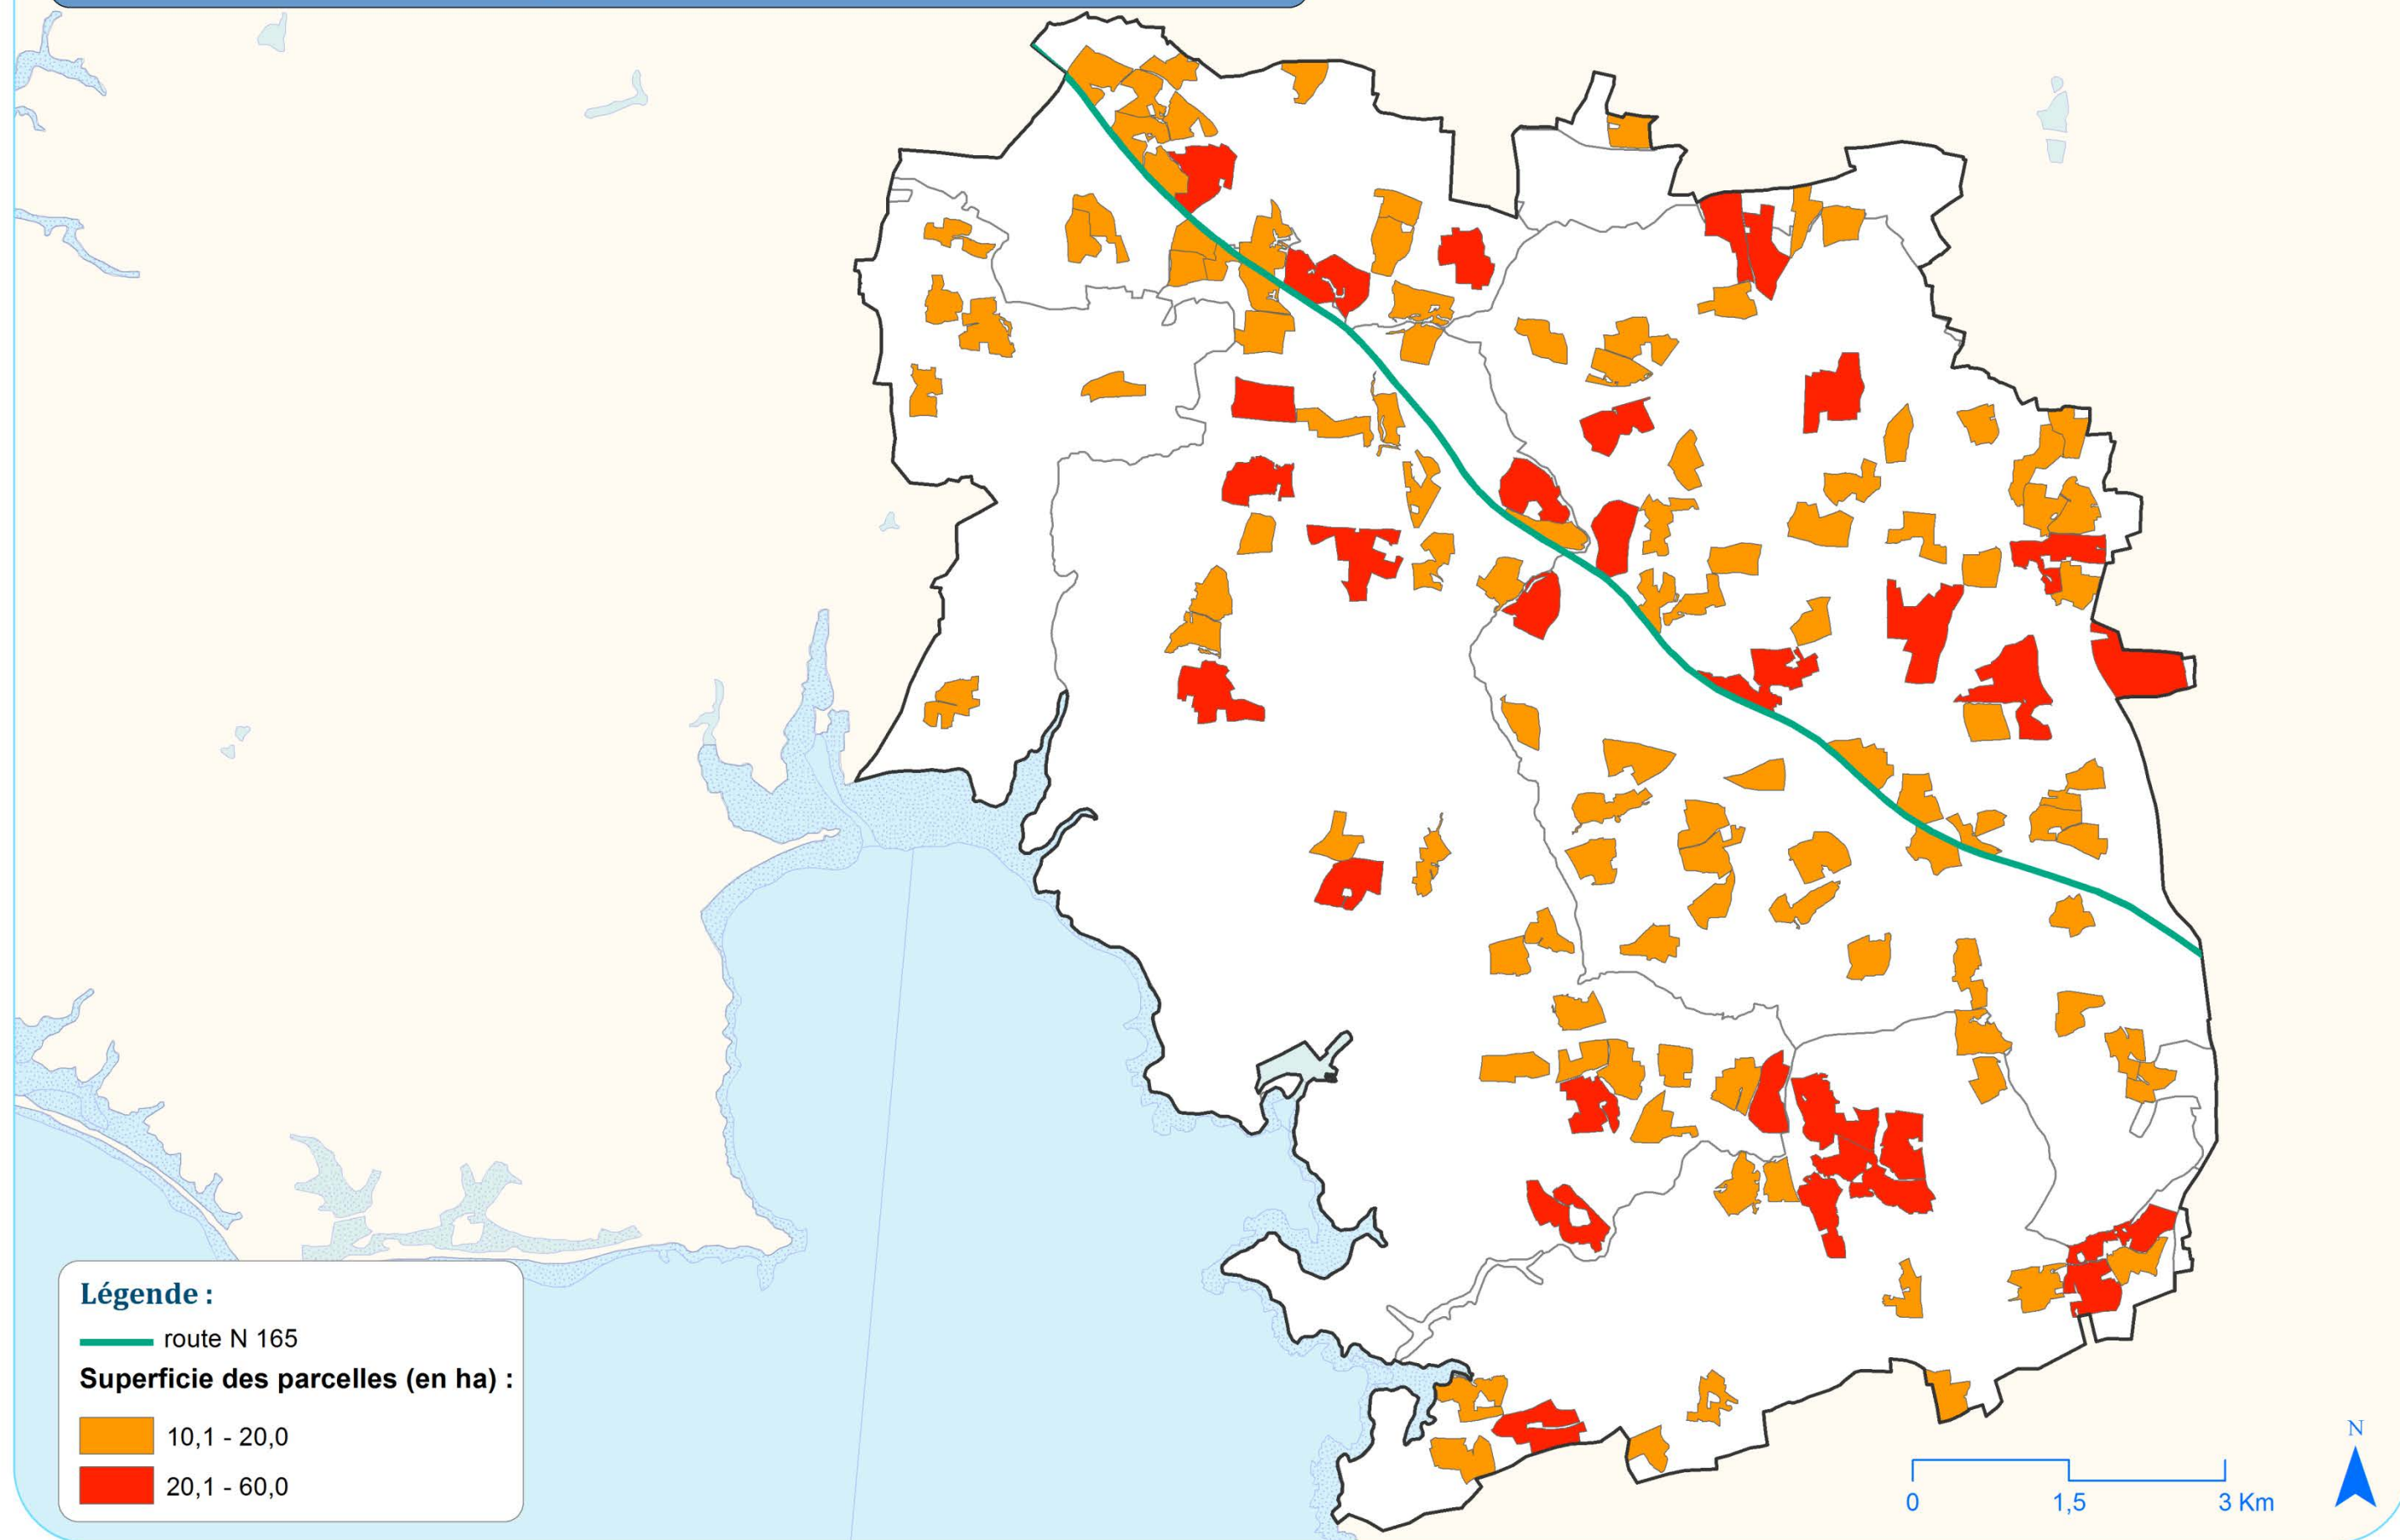 Légende :
route N 165
Superficie des parcelles (en ha) :
10,1 - 20,0
20,1 - 60,0
N
0 1,5 3 Km